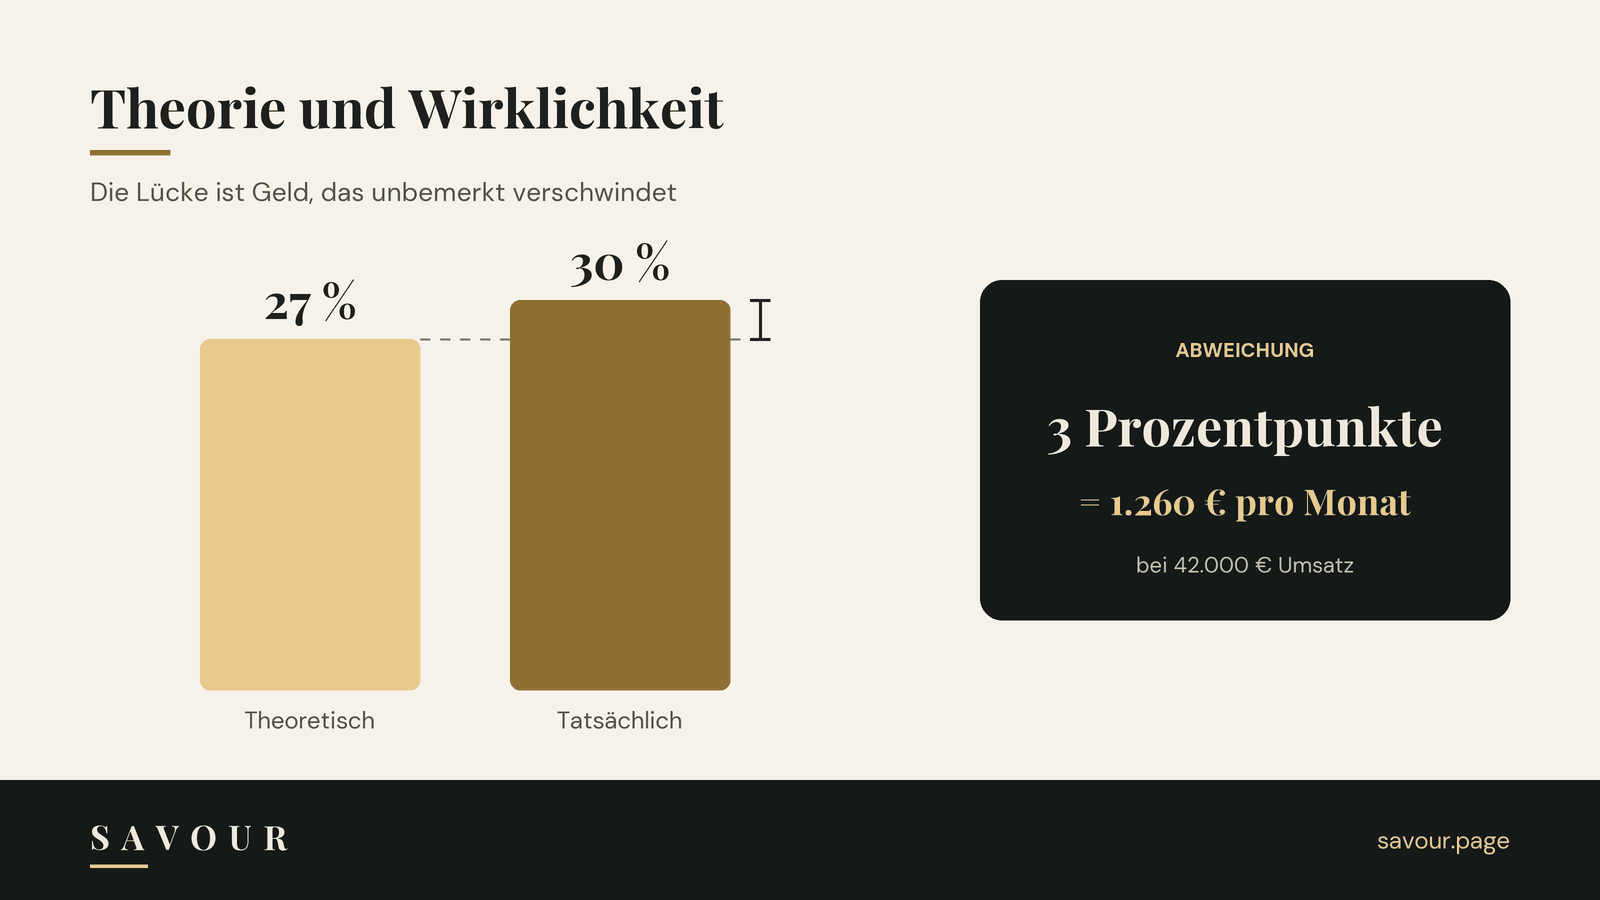 Theorie und Wirklichkeit
Die Lücke ist Geld, das unbemerkt verschwindet
27 %
30 %
Theoretisch
Tatsächlich
ABWEICHUNG
3 Prozentpunkte
= 1.260 € pro Monat
bei 42.000 € Umsatz
SAVOUR
savour.page